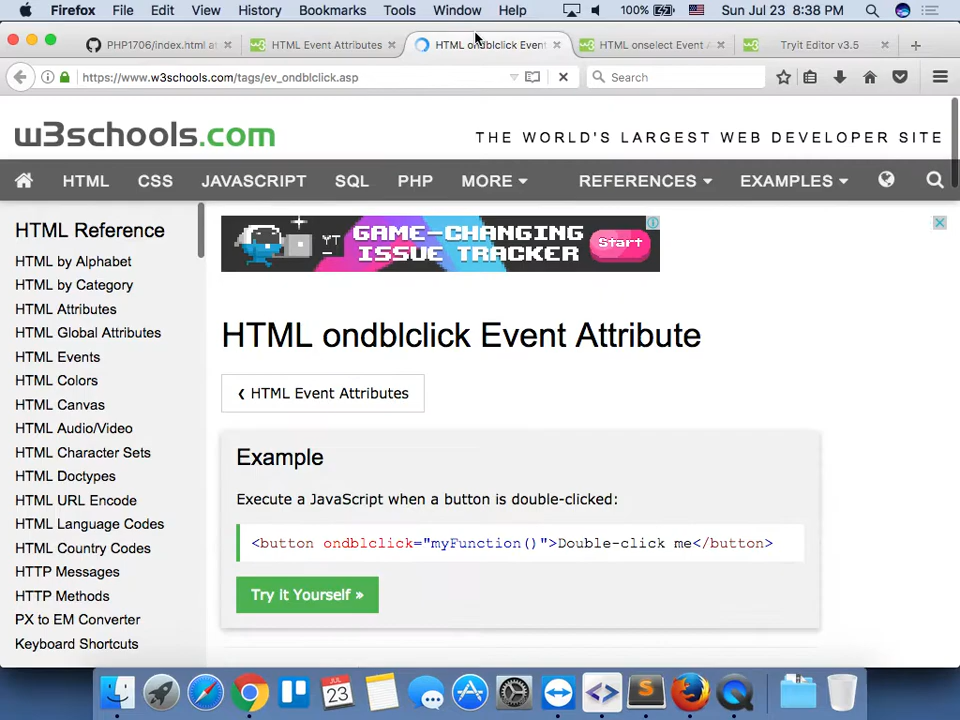 Firefox File Edit View History Bookmarks Tools Window Help 100% Sun Jul 23 8:38 PM
PHP1706/index.html at HTML Event Attributes HTML ondblclick Event HTML onselect Event A Tryit Editor v3.5
https://www.w3schools.com/tags/ev_ondblclick.asp Search
w3schools.com THE WORLD'S LARGEST WEB DEVELOPER SITE
HTML CSS JAVASCRIPT SQL PHP MORE REFERENCES EXAMPLES
HTML Reference
HTML by Alphabet
HTML by Category
HTML Attributes
HTML Global Attributes
HTML Events
HTML Colors
HTML Canvas
HTML Audio/Video
HTML Character Sets
HTML Doctypes
HTML URL Encode
HTML Language Codes
HTML Country Codes
HTTP Messages
HTTP Methods
PX to EM Converter
Keyboard Shortcuts
YT
GAME-CHANGING
ISSUE TRACKER
Start
HTML ondblclick Event Attribute
❮ HTML Event Attributes
Example
Execute a JavaScript when a button is double-clicked:
<button ondblclick="myFunction()">Double-click me</button>
Try it Yourself »
JUL
23